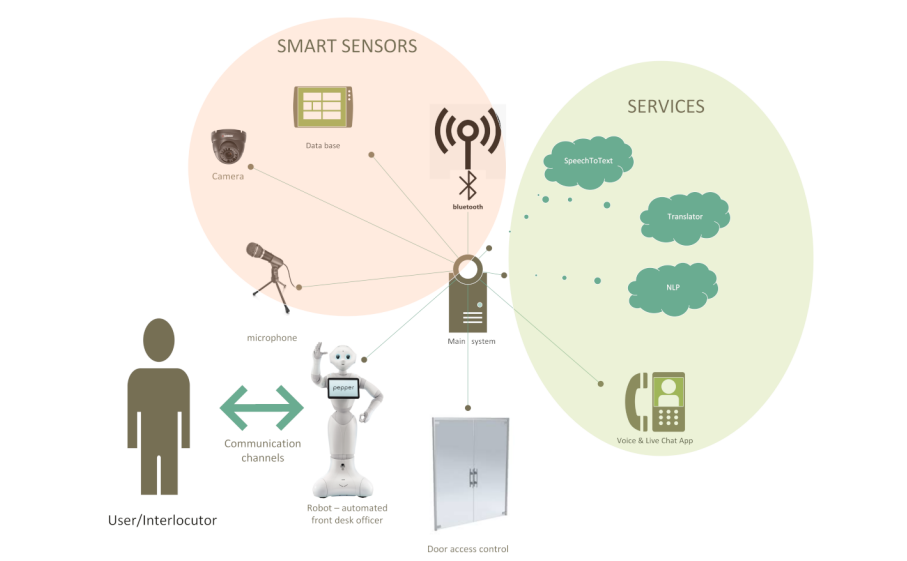 SMART SENSORS
SERVICES
Data base
SpeechToText
Camera
bluetooth
Translator
NLP
microphone
Main system
pepper
Voice & Live Chat App
Communication
channels
Robot – automated
front desk officer
User/Interlocutor
Door access control